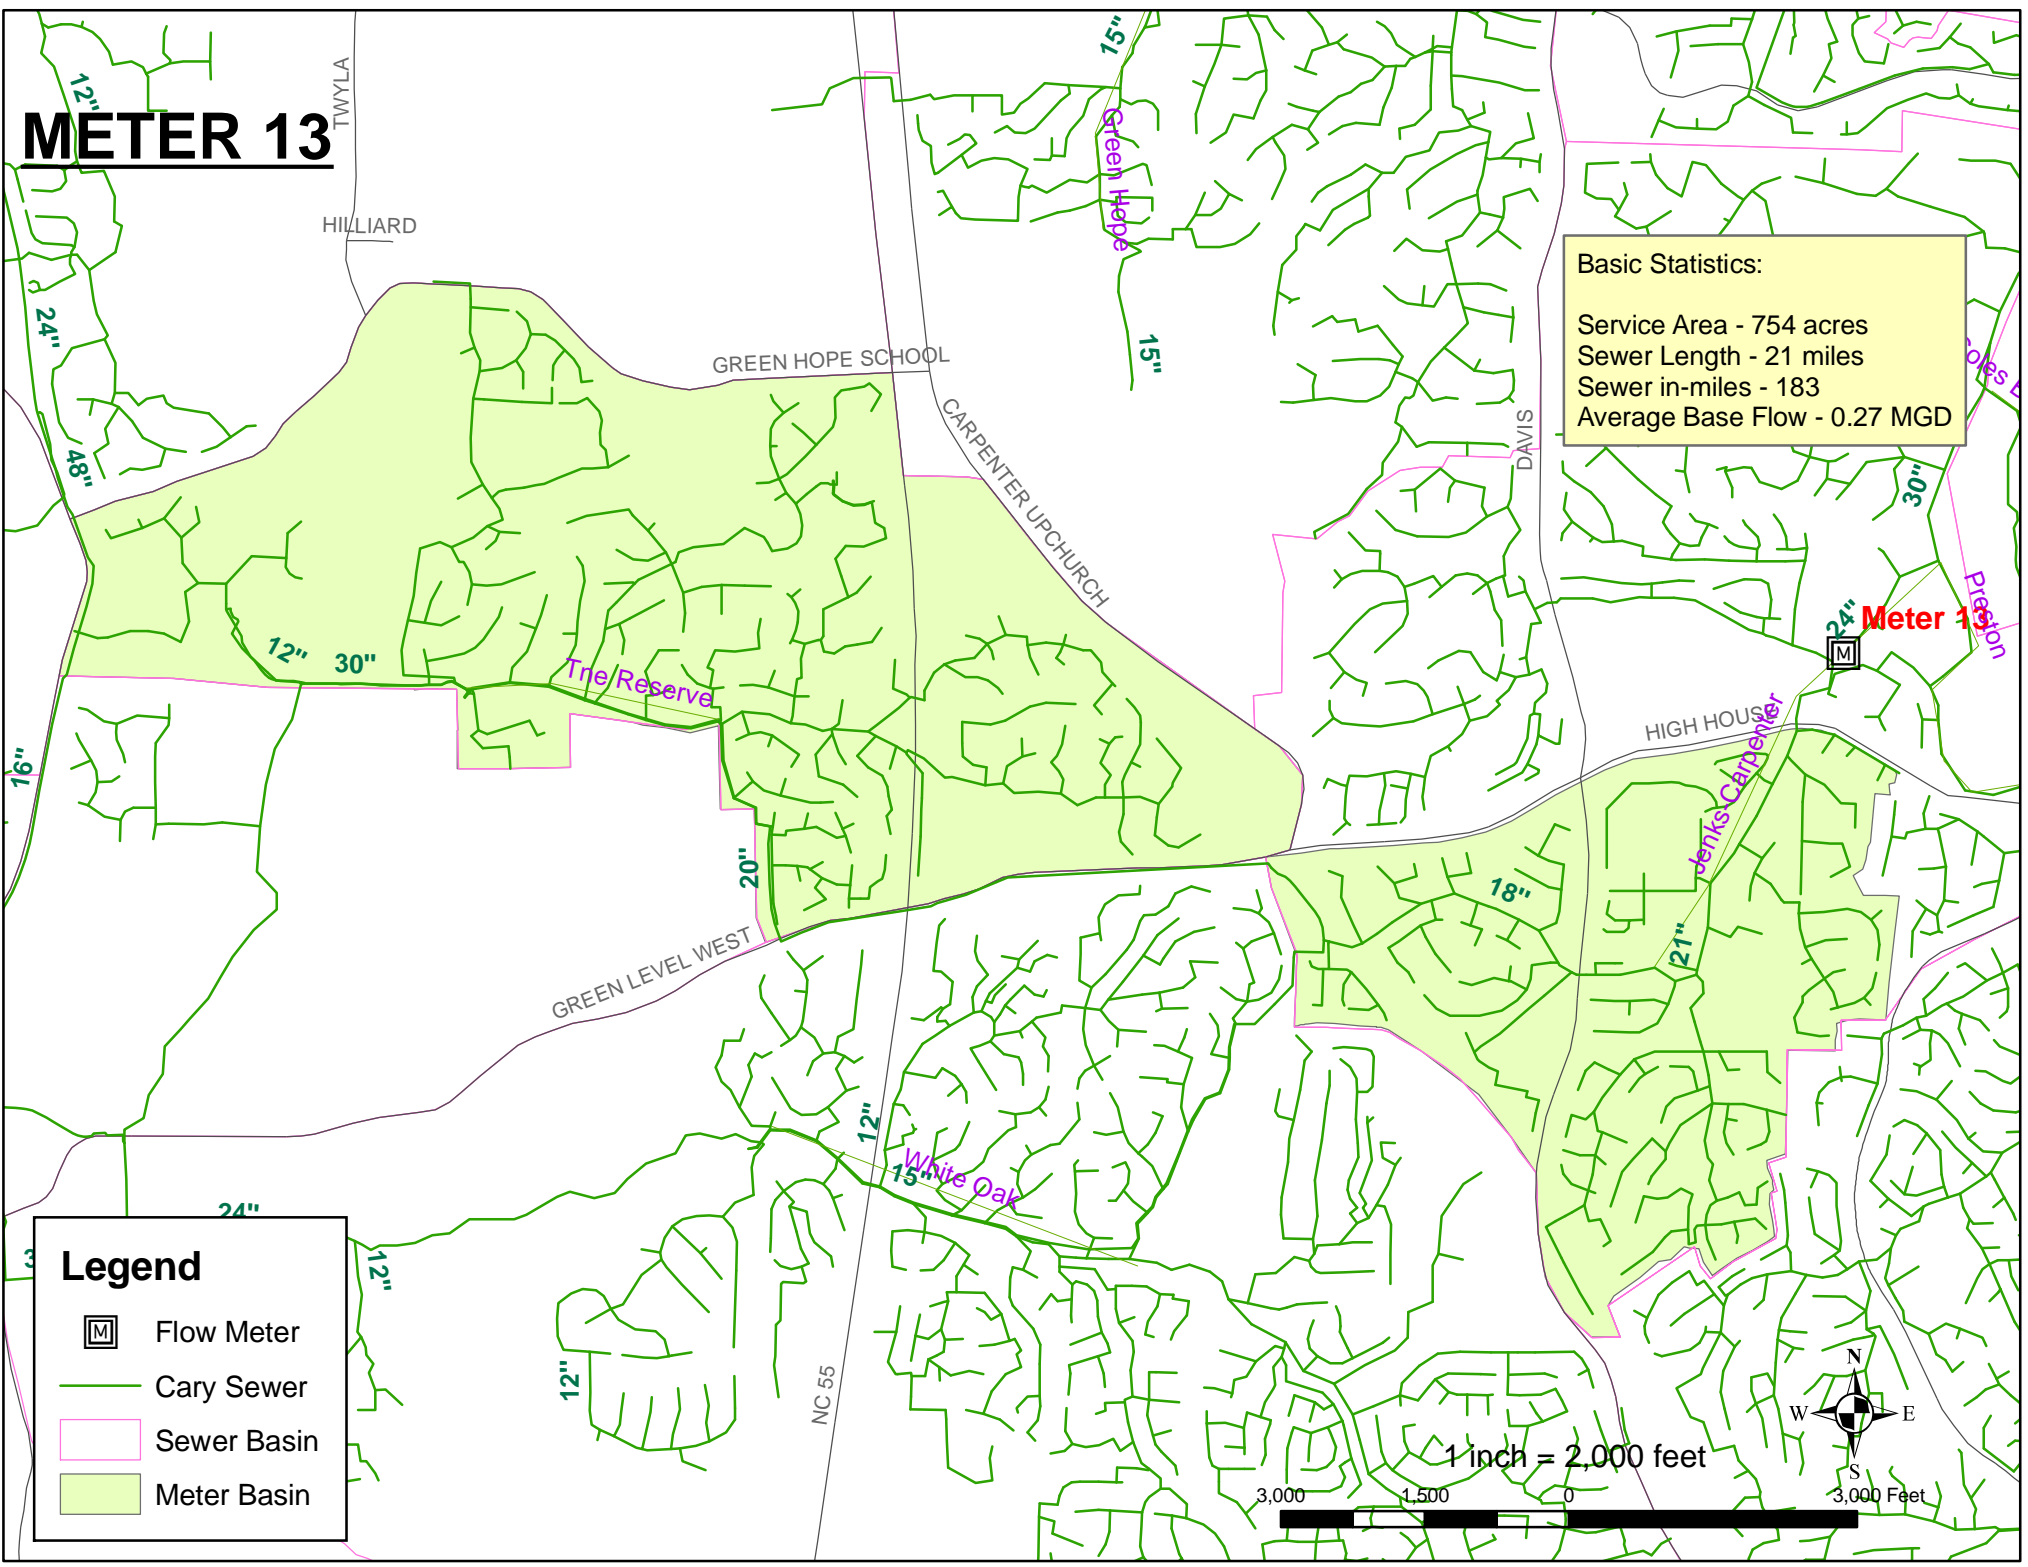 METER 13
12"
TWYLA
15"
Green Hope
HILLIARD
24"
15"
GREEN HOPE SCHOOL
Basic Statistics:
Service Area - 754 acres
Sewer Length - 21 miles
Sewer in-miles - 183
Average Base Flow - 0.27 MGD
CARPENTER UPCHURCH
DAVIS
48"
30"
Preston
24"
Meter 13
M
12"
30"
The Reserve
HIGH HOUSE
Jenks-Carpenter
16"
20"
18"
21"
GREEN LEVEL WEST
12"
15"
White Oak
24"
12"
12"
NC 55
Legend
M Flow Meter
Cary Sewer
Sewer Basin
Meter Basin
N
W E
S
1 inch = 2,000 feet
3,000 1,500 0 3,000 Feet